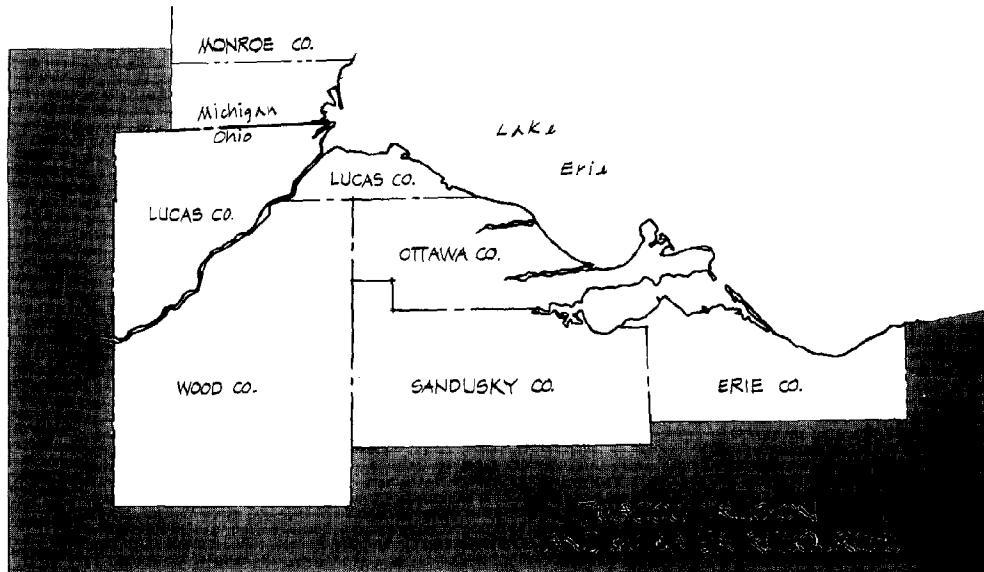 MONROE CO.
Michigan
Ohio
Lake
Erie
LUCAS CO.
LUCAS CO.
OTTAWA CO.
WOOD CO.
SANDUSKY CO.
ERIE CO.